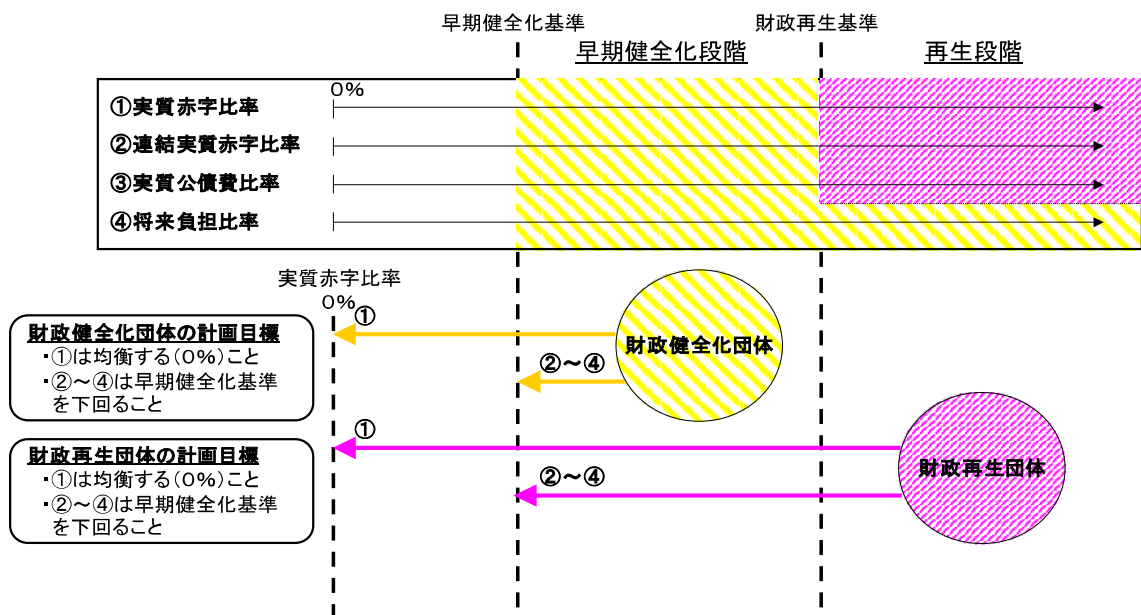 早期健全化基準
財政再生基準
早期健全化段階
再生段階
0%
①実質赤字比率
②連結実質赤字比率
③実質公債費比率
④将来負担比率
実質赤字比率
0%
財政健全化団体の計画目標
・①は均衡する(0%)こと
・②～④は早期健全化基準
を下回ること
①
②～④
財政健全化団体
財政再生団体の計画目標
・①は均衡する(0%)こと
・②～④は早期健全化基準
を下回ること
①
②～④
財政再生団体